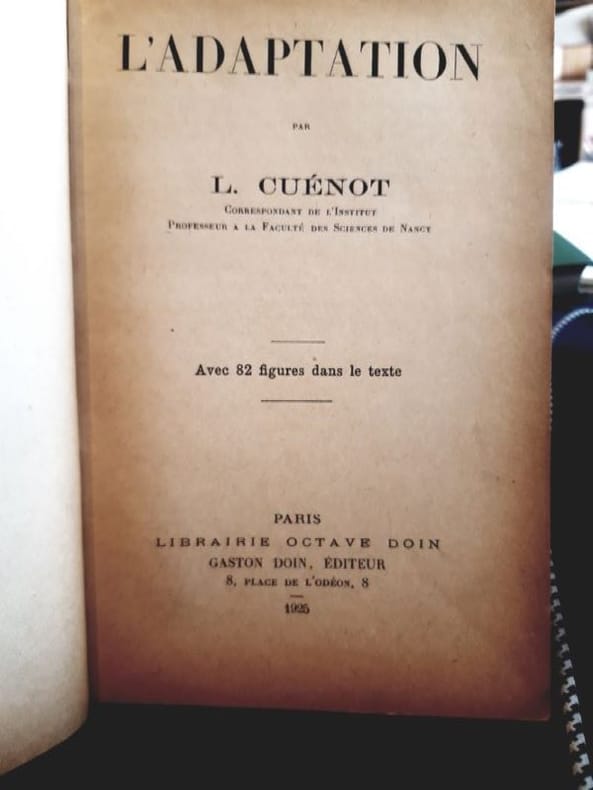 L'ADAPTATION
PAR
L. CUÉNOT
CORRESPONDANT DE L'INSTITUT
PROFESSEUR A LA FACULTÉ DES SCIENCES DE NANCY
Avec 82 figures dans le texte
PARIS
LIBRAIRIE OCTAVE DOIN
GASTON DOIN, ÉDITEUR
8, PLACE DE L'ODÉON, 8
1925